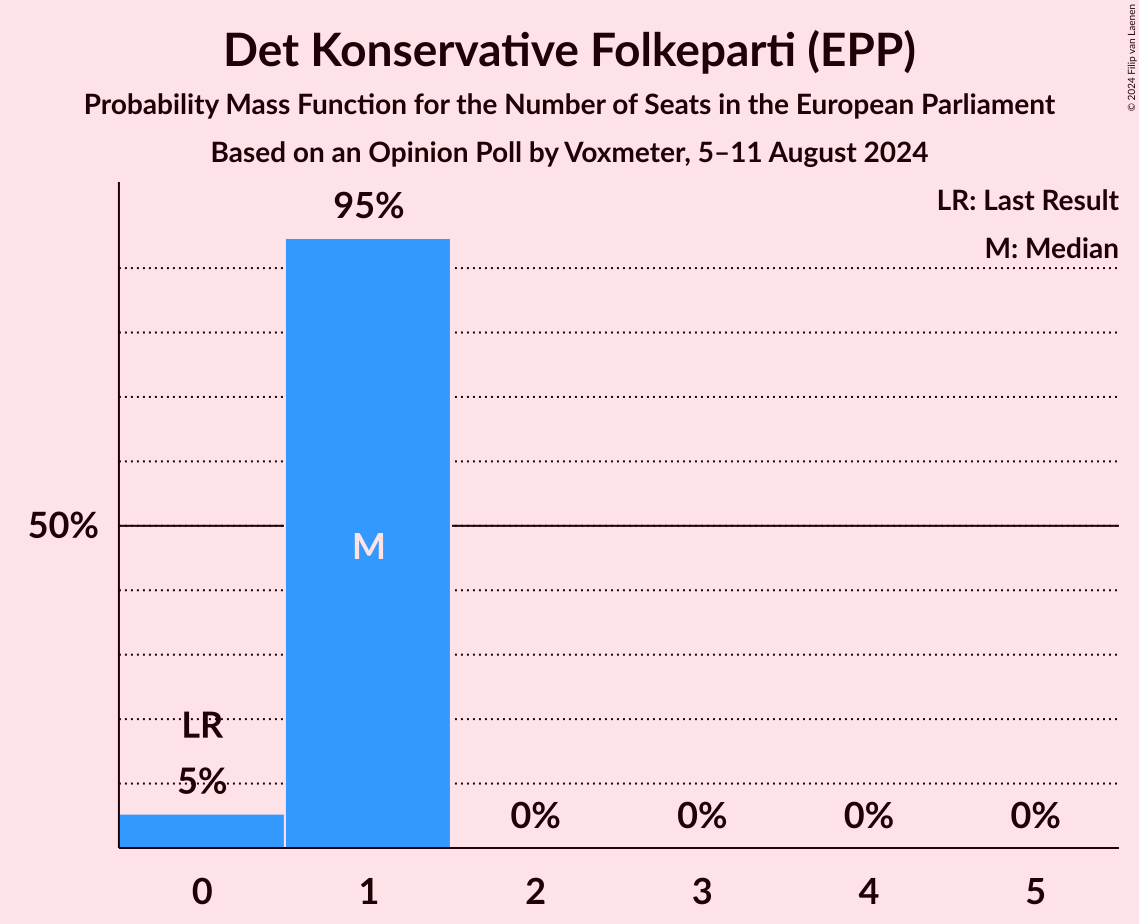 Det Konservative Folkeparti (EPP)
Probability Mass Function for the Number of Seats in the European Parliament
Based on an Opinion Poll by Voxmeter, 5–11 August 2024
© 2024 Filip van Laenen
LR: Last Result
M: Median
95%
50%
M
LR
5%
0% 0% 0% 0%
0 1 2 3 4 5